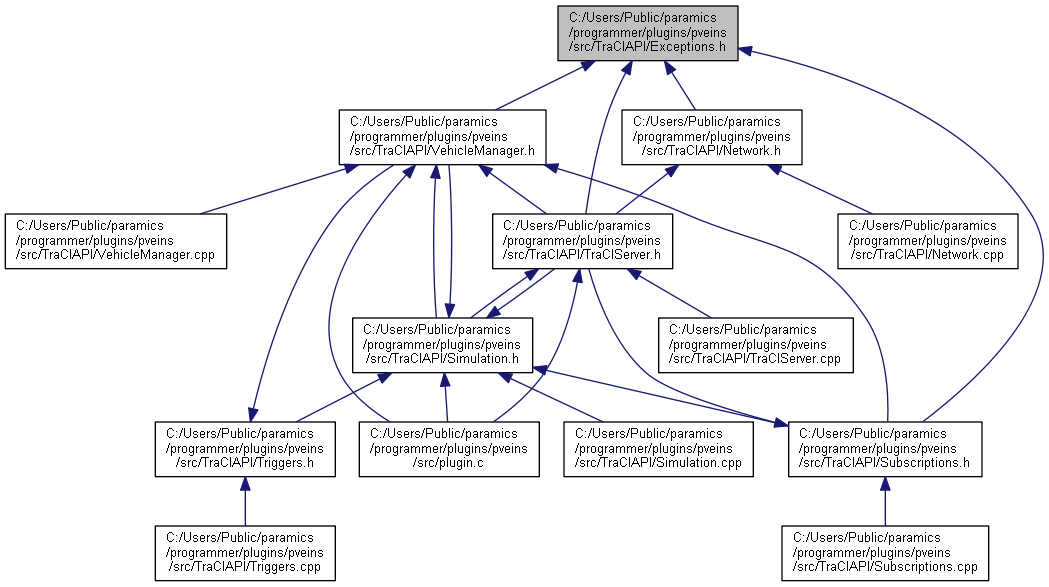 C:/Users/Public/paramics
/programmer/plugins/pveins
/src/TraCIAPI/Exceptions.h
C:/Users/Public/paramics
/programmer/plugins/pveins
/src/TraCIAPI/VehicleManager.h
C:/Users/Public/paramics
/programmer/plugins/pveins
/src/TraCIAPI/Network.h
C:/Users/Public/paramics
/programmer/plugins/pveins
/src/TraCIAPI/VehicleManager.cpp
C:/Users/Public/paramics
/programmer/plugins/pveins
/src/TraCIAPI/TraCIServer.h
C:/Users/Public/paramics
/programmer/plugins/pveins
/src/TraCIAPI/Network.cpp
C:/Users/Public/paramics
/programmer/plugins/pveins
/src/TraCIAPI/Simulation.h
C:/Users/Public/paramics
/programmer/plugins/pveins
/src/TraCIAPI/TraCIServer.cpp
C:/Users/Public/paramics
/programmer/plugins/pveins
/src/TraCIAPI/Triggers.h
C:/Users/Public/paramics
/programmer/plugins/pveins
/src/plugin.c
C:/Users/Public/paramics
/programmer/plugins/pveins
/src/TraCIAPI/Simulation.cpp
C:/Users/Public/paramics
/programmer/plugins/pveins
/src/TraCIAPI/Subscriptions.h
C:/Users/Public/paramics
/programmer/plugins/pveins
/src/TraCIAPI/Triggers.cpp
C:/Users/Public/paramics
/programmer/plugins/pveins
/src/TraCIAPI/Subscriptions.cpp